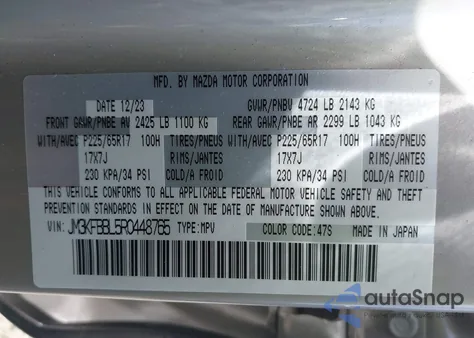 MFD. BY MAZDA MOTOR CORPORATION
DATE 12/23 GVWR/PNBV 4724 LB 2143 KG
FRONT GAWR/PNBE AV 2425 LB 1100 KG REAR GAWR/PNBE AR 2299 LB 1043 KG
WITH/AVEC P225/65R17 100H TIRES/PNEUS WITH/AVEC P225/65R17 100H TIRES/PNEUS
17X7J RIMS/JANTES 17X7J RIMS/JANTES
230 KPA/34 PSI COLD/A FROID 230 KPA/34 PSI COLD/A FROID
THIS VEHICLE CONFORMS TO ALL APPLICABLE FEDERAL MOTOR VEHICLE SAFETY AND THEFT
PREVENTION STANDARDS IN EFFECT ON THE DATE OF MANUFACTURE SHOWN ABOVE.
VIN: JM3KFBBL5R0448765 TYPE:MPV COLOR CODE:47S MADE IN JAPAN
autoSnap
POWERED BY